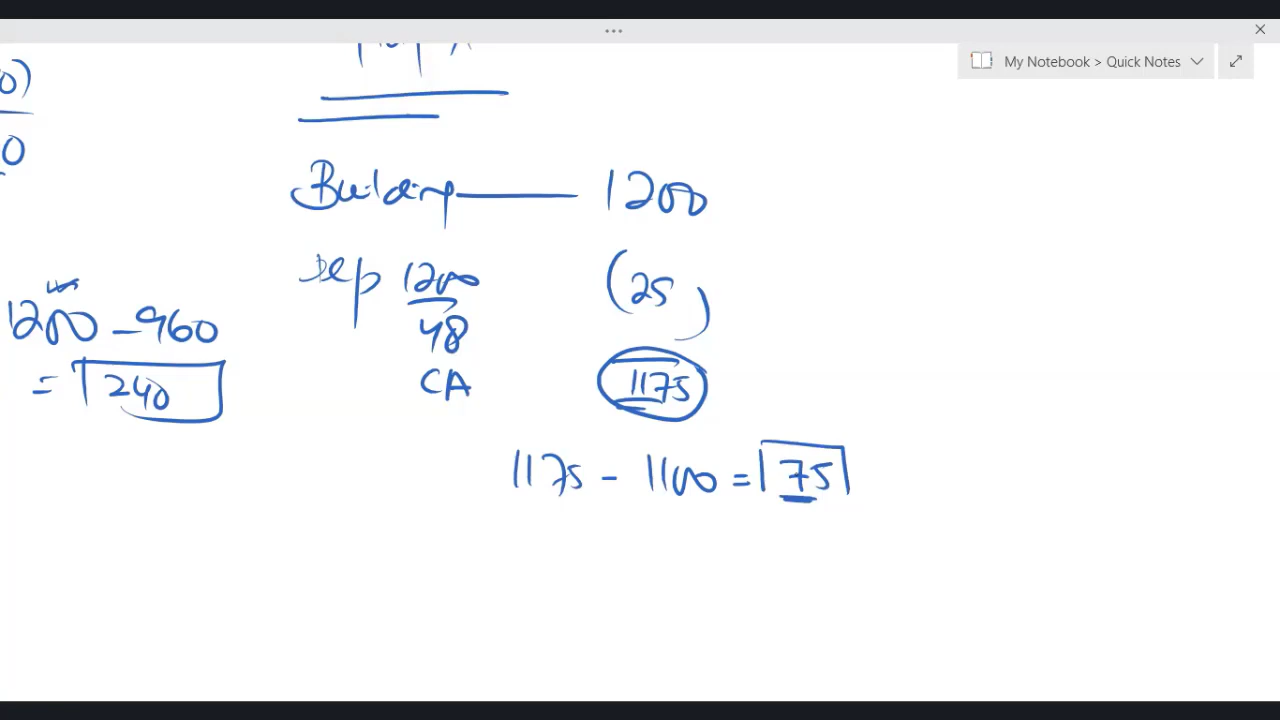 ...
My Notebook > Quick Notes
0)
0
Building 1200
dep 1200 (25)
48
1200 - 960
= 240
CA 1175
1175 - 1100 = 75